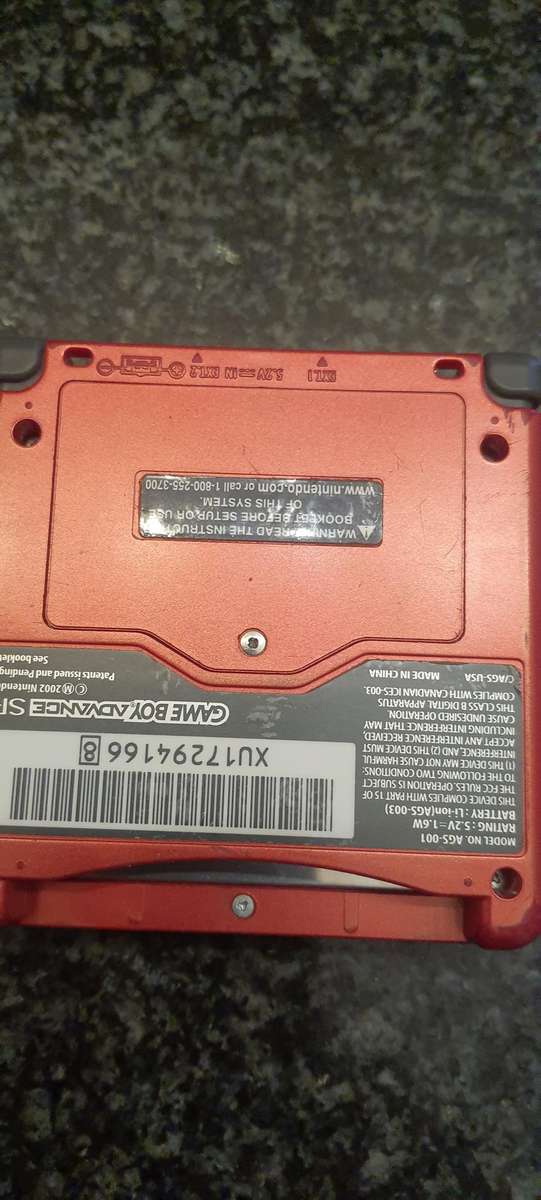 MODEL NO. AGS-001
RATING : 5.2V⎓1.6W
BATTERY : Li-ion(AGS-003)
THIS DEVICE COMPLIES WITH PART 15 OF
THE FCC RULES. OPERATION IS SUBJECT
TO THE FOLLOWING TWO CONDITIONS:
(1) THIS DEVICE MAY NOT CAUSE HARMFUL
INTERFERENCE, AND (2) THIS DEVICE MUST
ACCEPT ANY INTERFERENCE RECEIVED,
INCLUDING INTERFERENCE THAT MAY
CAUSE UNDESIRED OPERATION.
THIS CLASS B DIGITAL APPARATUS
COMPLIES WITH CANADIAN ICES-003.
MADE IN CHINA
C/AGS-USA
XU17294166 8
GAME BOY ADVANCE SP
© M 2002 Nintendo
Patents issued and Pending
See booklet
WARNING: READ THE INSTRUCT
BOOKLET BEFORE SETUP OR USE
OF THIS SYSTEM.
www.nintendo.com or call 1-800-255-3700
EXT.1
5.2V⎓IN EXT.2